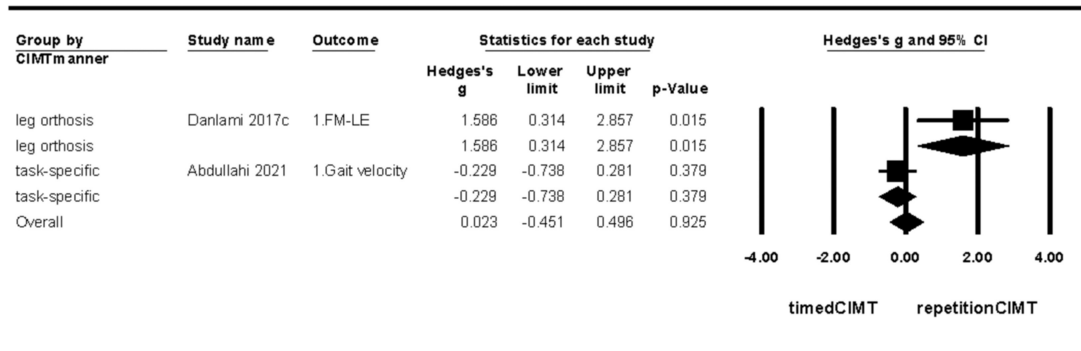 Group by Study name Outcome Statistics for each study Hedges's g and 95% CI
CIMTmanner
Hedges's Lower Upper
g limit limit p-Value
leg orthosis Danlami 2017c 1.FM-LE 1.586 0.314 2.857 0.015
leg orthosis 1.586 0.314 2.857 0.015
task-specific Abdullahi 2021 1.Gait velocity -0.229 -0.738 0.281 0.379
task-specific -0.229 -0.738 0.281 0.379
Overall 0.023 -0.451 0.496 0.925
-4.00 -2.00 0.00 2.00 4.00
timedCIMT repetitionCIMT